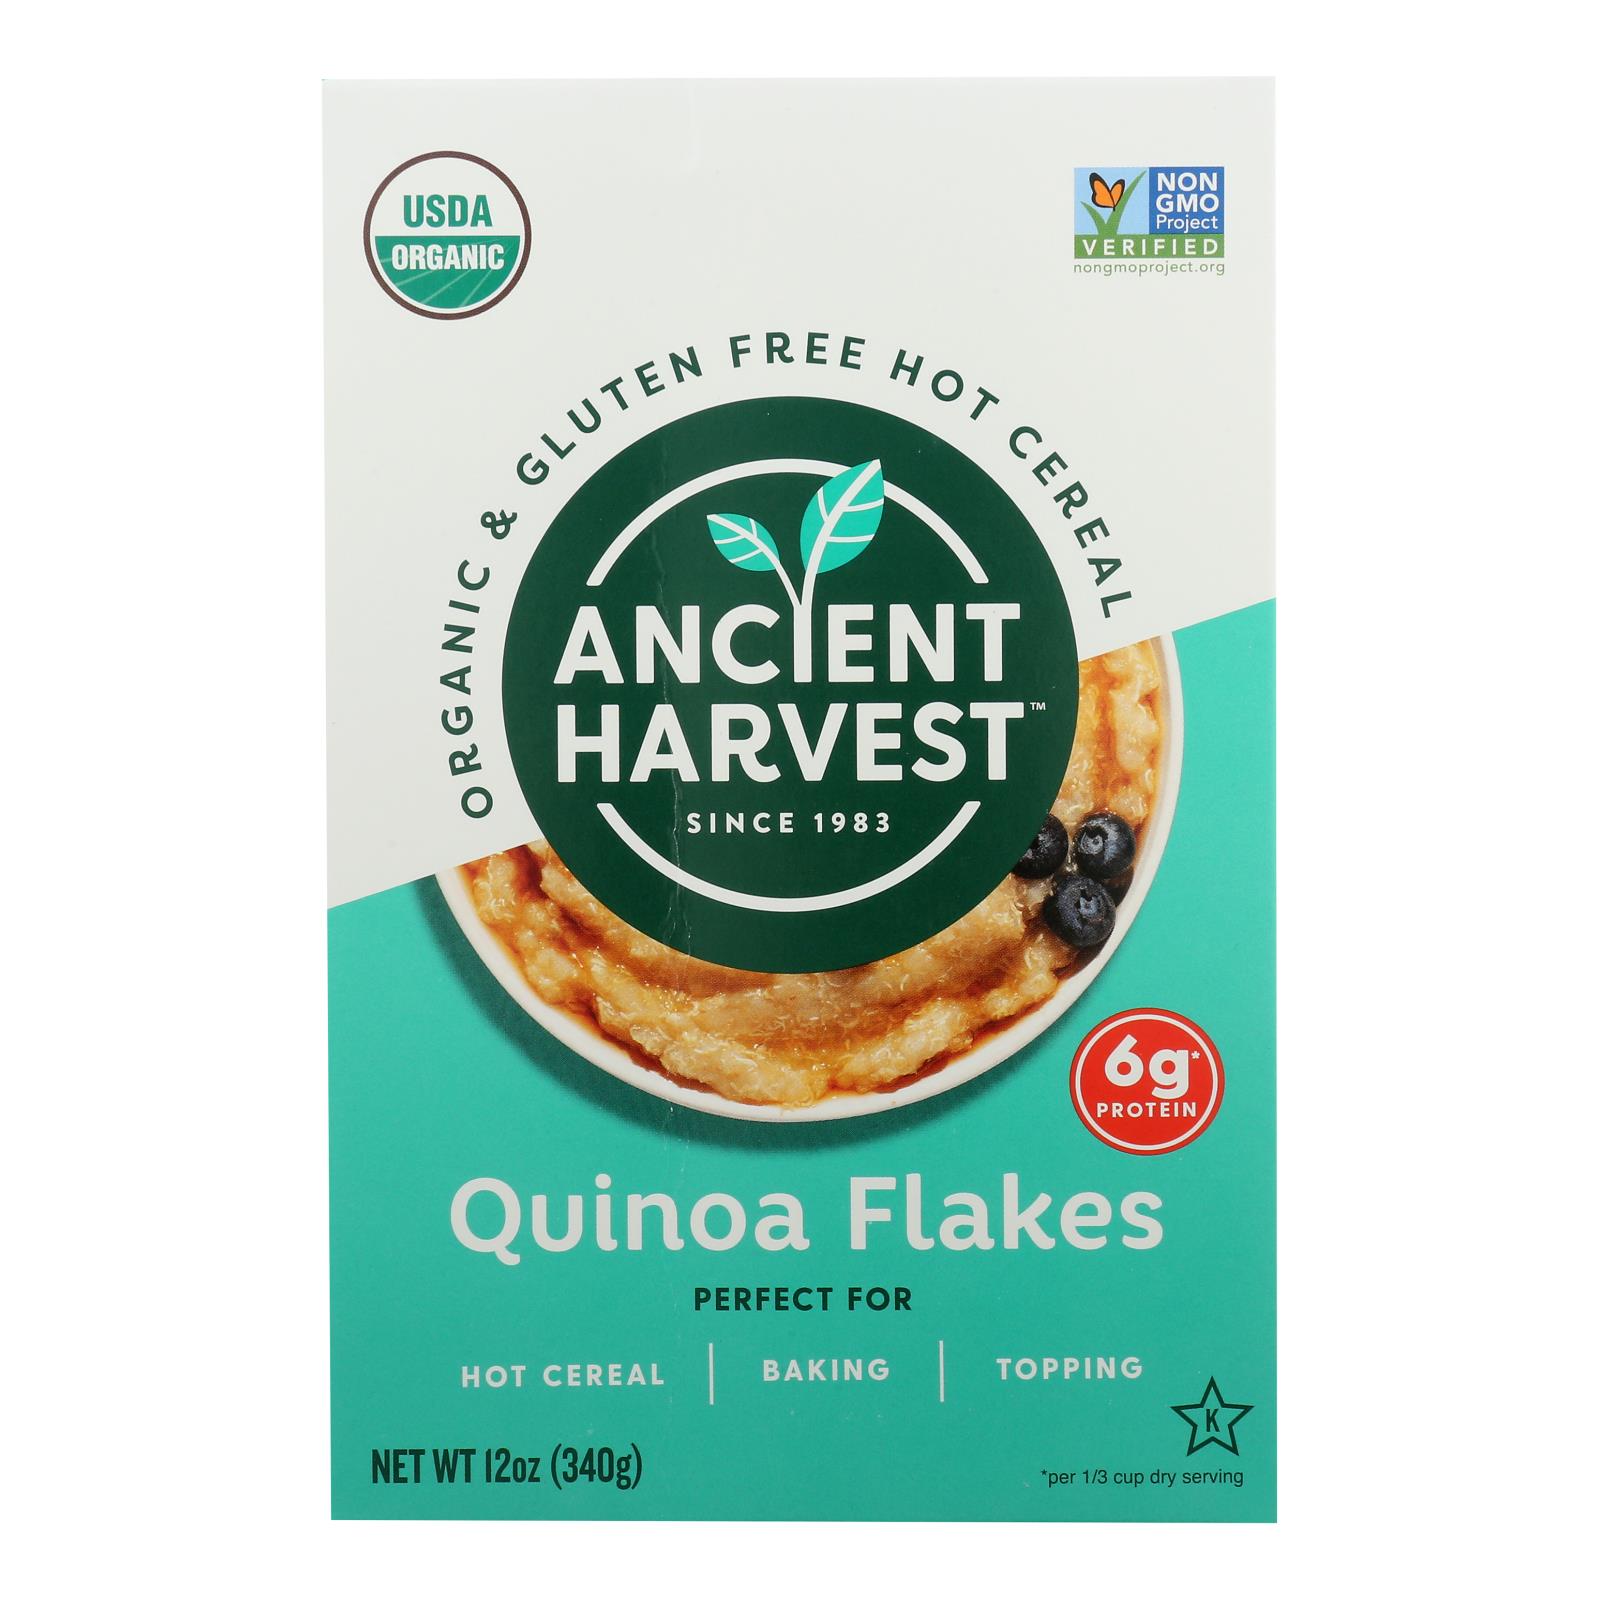 USDA
ORGANIC
NON
GMO
Project
VERIFIED
nongmoproject.org
ORGANIC & GLUTEN FREE HOT CEREAL
ANCIENT
HARVEST™
SINCE 1983
6g*
PROTEIN
Quinoa Flakes
PERFECT FOR
HOT CEREAL | BAKING | TOPPING
K
NET WT 12oz (340g)
*per 1/3 cup dry serving